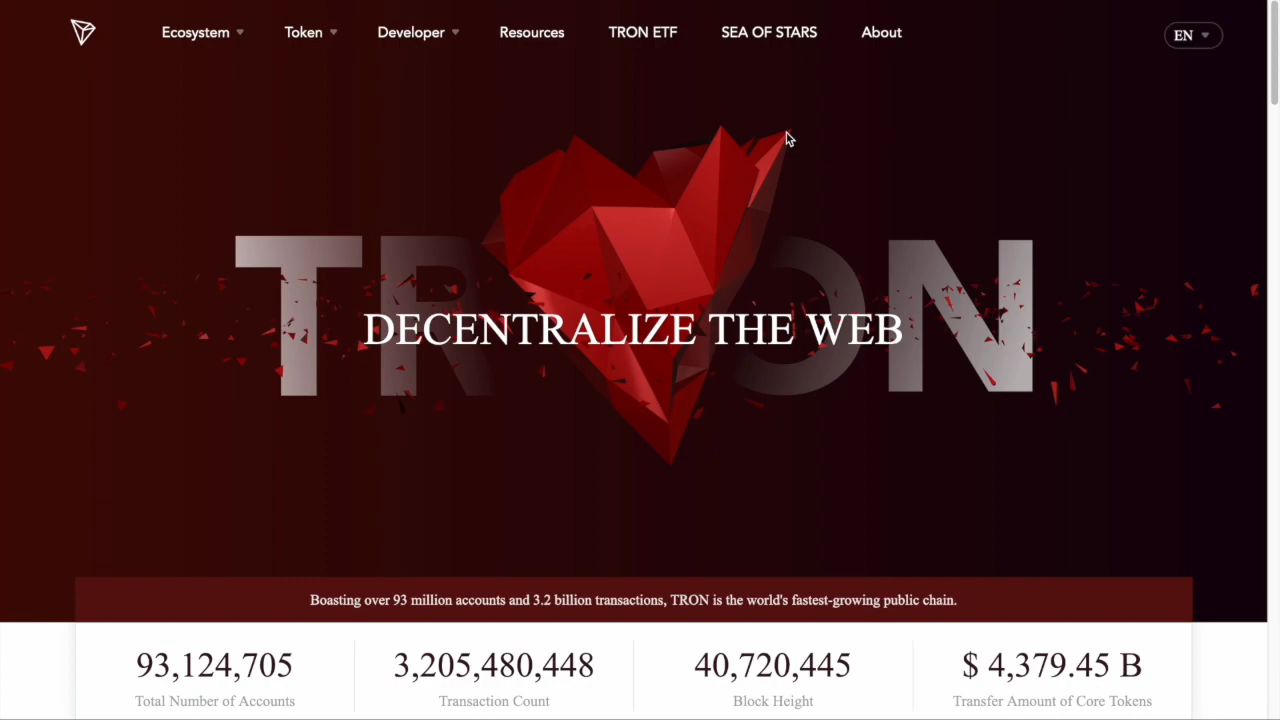 Ecosystem Token Developer Resources TRON ETF SEA OF STARS About EN
TRON
DECENTRALIZE THE WEB
Boasting over 93 million accounts and 3.2 billion transactions, TRON is the world's fastest-growing public chain.
93,124,705 3,205,480,448 40,720,445 $ 4,379.45 B
Total Number of Accounts Transaction Count Block Height Transfer Amount of Core Tokens